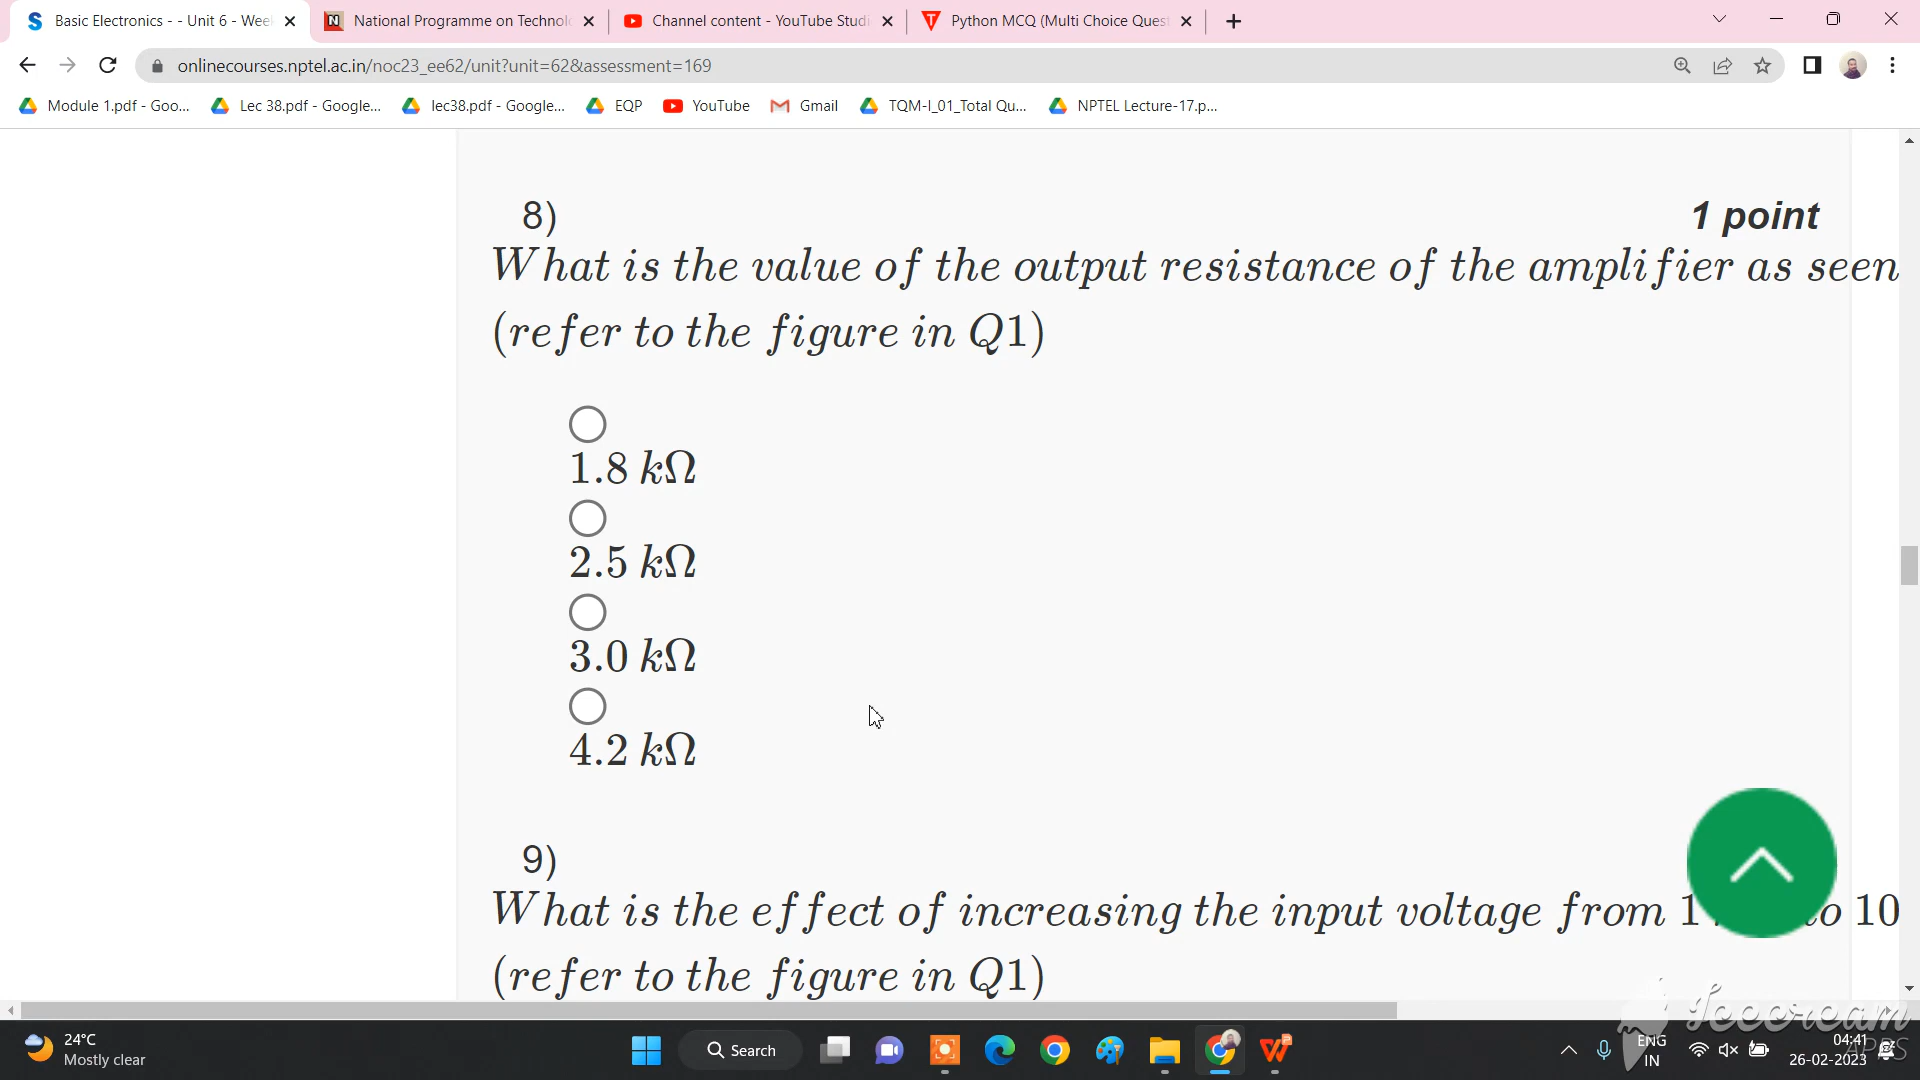 Basic Electronics - - Unit 6 - Week
National Programme on Technol
Channel content - YouTube Studi
Python MCQ (Multi Choice Quest
onlinecourses.nptel.ac.in/noc23_ee62/unit?unit=62&assessment=169
Module 1.pdf - Goo...
Lec 38.pdf - Google...
lec38.pdf - Google...
EQP
YouTube
Gmail
TQM-I_01_Total Qu...
NPTEL Lecture-17.p...
8)
1 point
What is the value of the output resistance of the amplifier as seen
(refer to the figure in Q1)
1.8 kΩ
2.5 kΩ
3.0 kΩ
4.2 kΩ
9)
What is the effect of increasing the input voltage from 1 to 10
(refer to the figure in Q1)
Icecream
APPS
24°C
Mostly clear
Search
ENG
IN
04:41
26-02-2023